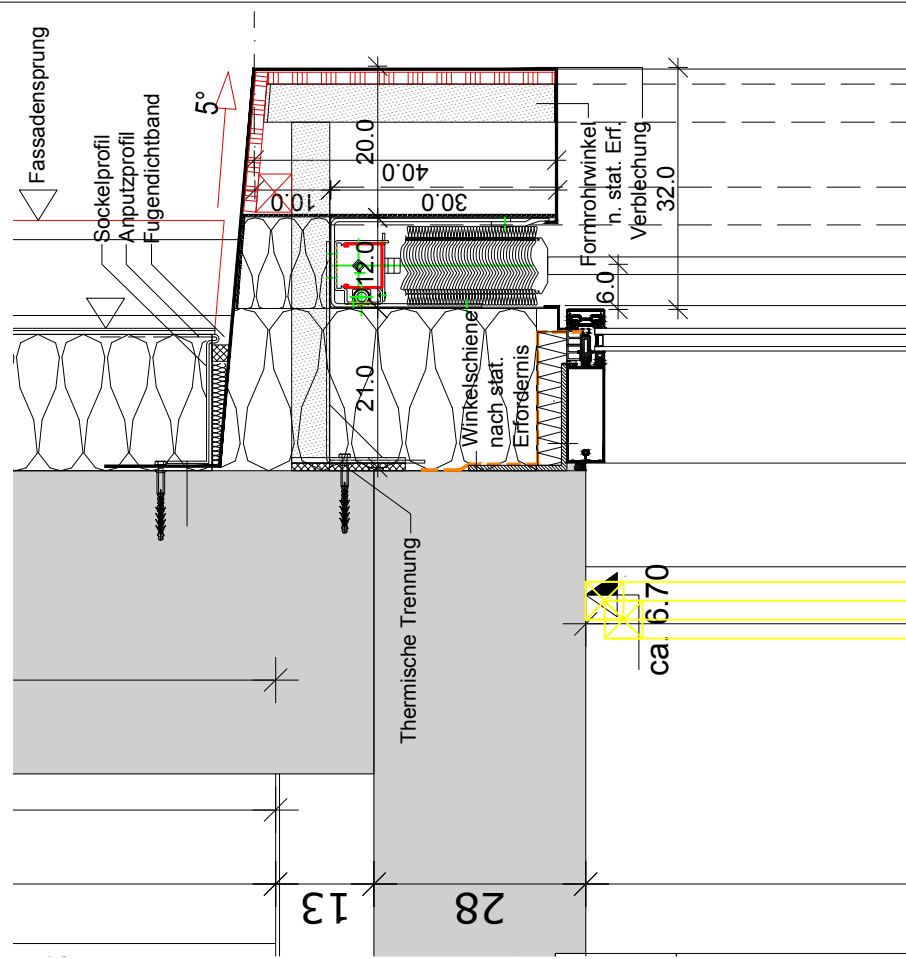 Fassadensprung
Sockelprofil
Anputzprofil
Fugendichtband
5°
20.0
40.0
10.0
30.0
12.0
21.0
6.0
Formrohrwinkel
n. stat. Erf.
Verblechung
32.0
Winkelschiene
nach stat.
Erfordernis
Thermische Trennung
ca. 6.70
13
28